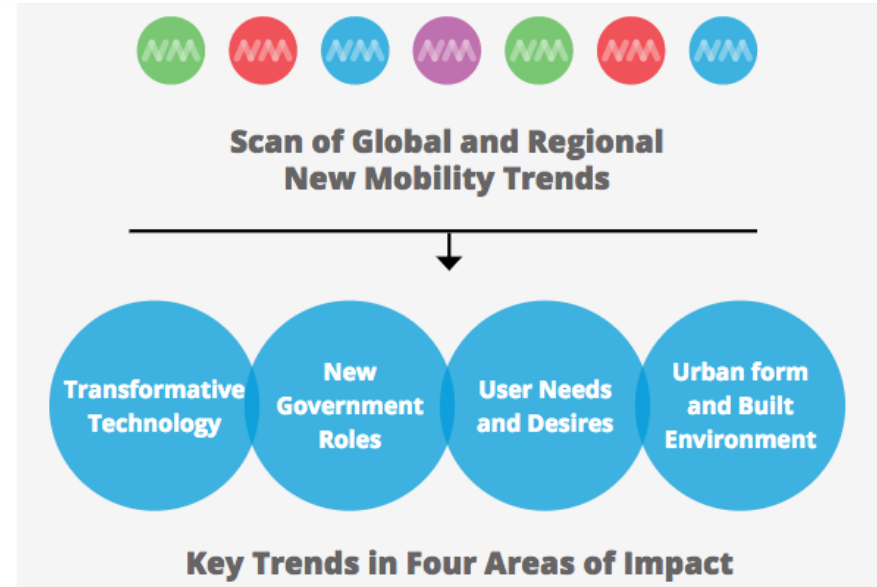 NM NM NM NM NM NM NM
Scan of Global and Regional
New Mobility Trends
Transformative
Technology
New
Government
Roles
User Needs
and Desires
Urban form
and Built
Environment
Key Trends in Four Areas of Impact